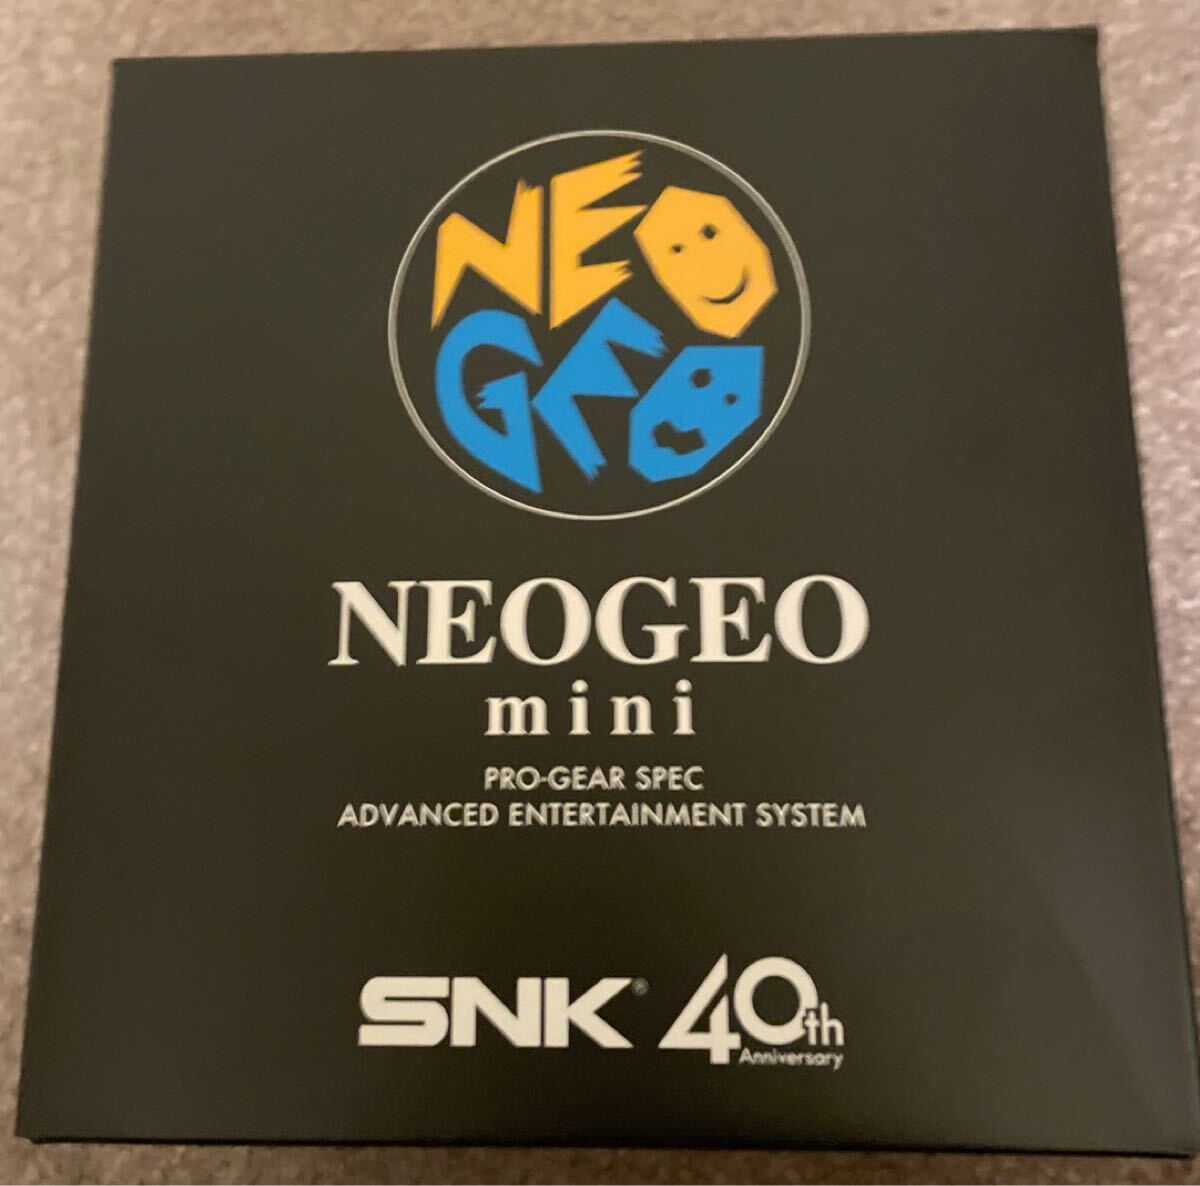 NEO
GEO
NEOGEO
mini
PRO-GEAR SPEC
ADVANCED ENTERTAINMENT SYSTEM
SNK® 40th
Anniversary